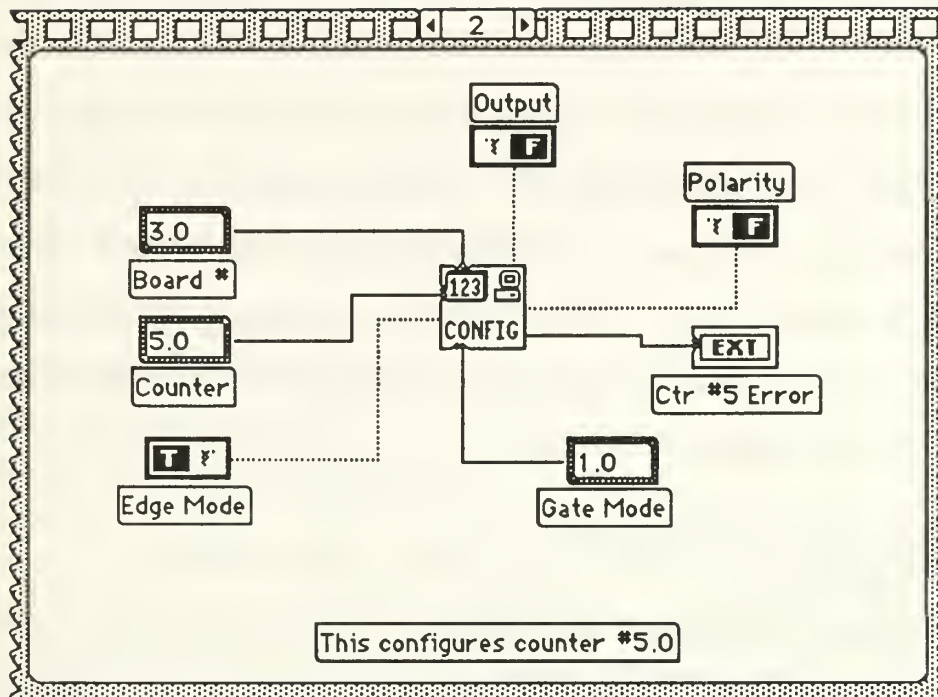 2
Output
F
Polarity
F
3.0
Board #
123
CONFIG
5.0
Counter
EXT
Ctr #5 Error
T
Edge Mode
1.0
Gate Mode
This configures counter #5.0